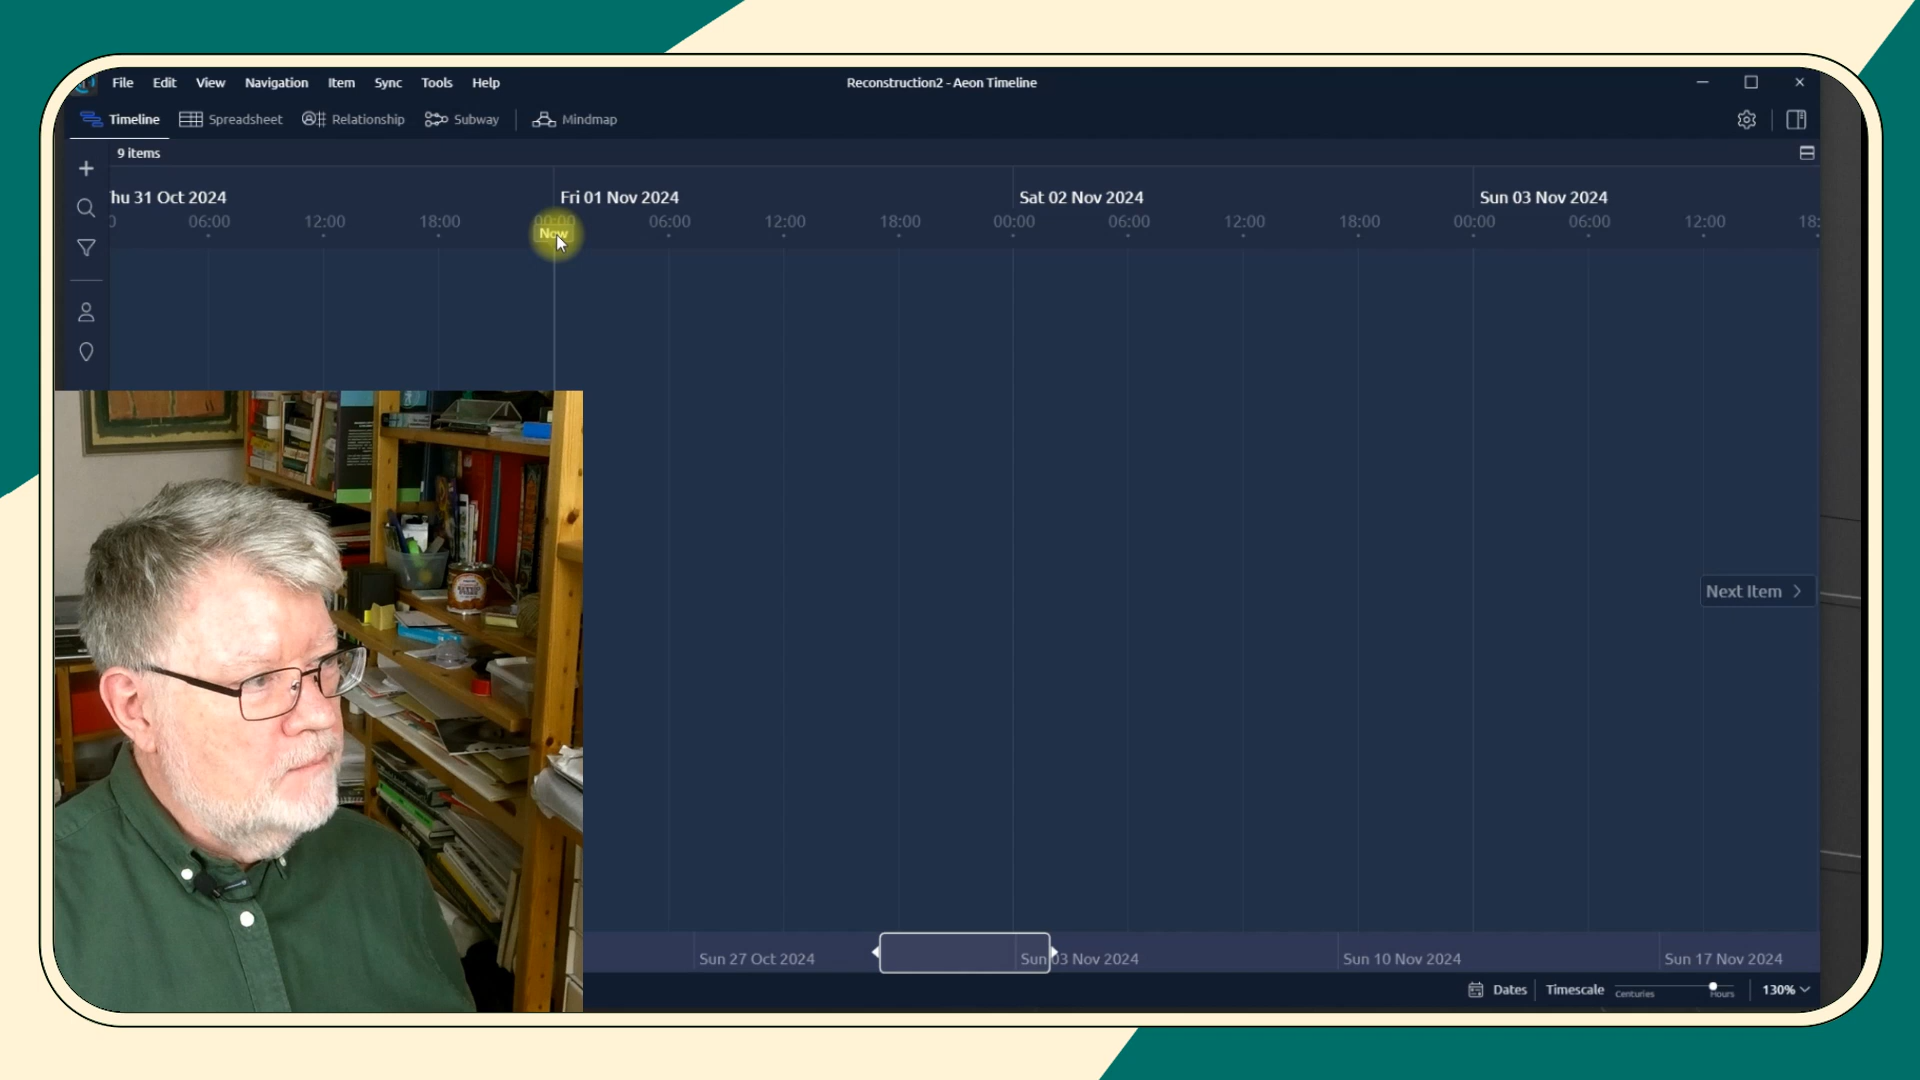 File Edit View Navigation Item Sync Tools Help
Reconstruction2 - Aeon Timeline
Timeline Spreadsheet Relationship Subway Mindmap
9 items
hu 31 Oct 2024 Fri 01 Nov 2024 Sat 02 Nov 2024 Sun 03 Nov 2024
0 06:00 12:00 18:00 00:00 06:00 12:00 18:00 00:00 06:00 12:00 18:00 00:00 06:00 12:00 18:
Now
Next Item
Sun 27 Oct 2024 Sun 03 Nov 2024 Sun 10 Nov 2024 Sun 17 Nov 2024
Dates Timescale Centuries Hours 130%